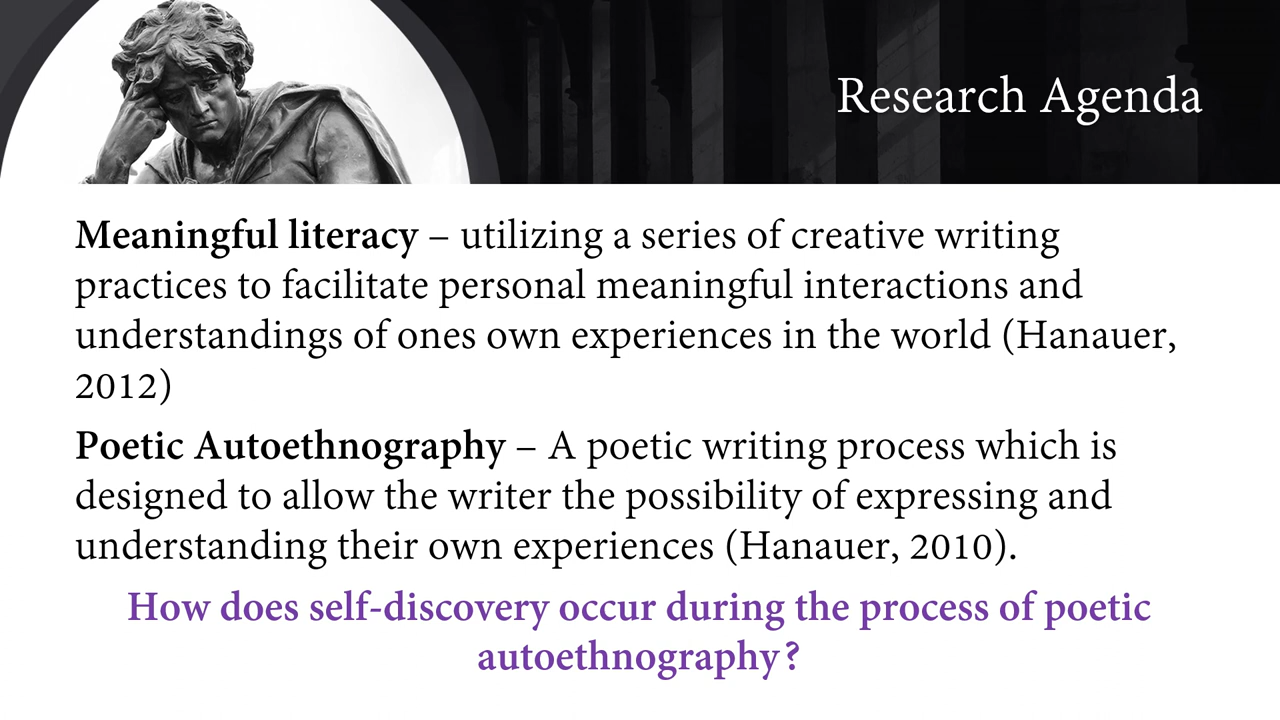 Research Agenda
Meaningful literacy – utilizing a series of creative writing
practices to facilitate personal meaningful interactions and
understandings of ones own experiences in the world (Hanauer,
2012)
Poetic Autoethnography – A poetic writing process which is
designed to allow the writer the possibility of expressing and
understanding their own experiences (Hanauer, 2010).
How does self-discovery occur during the process of poetic
autoethnography?